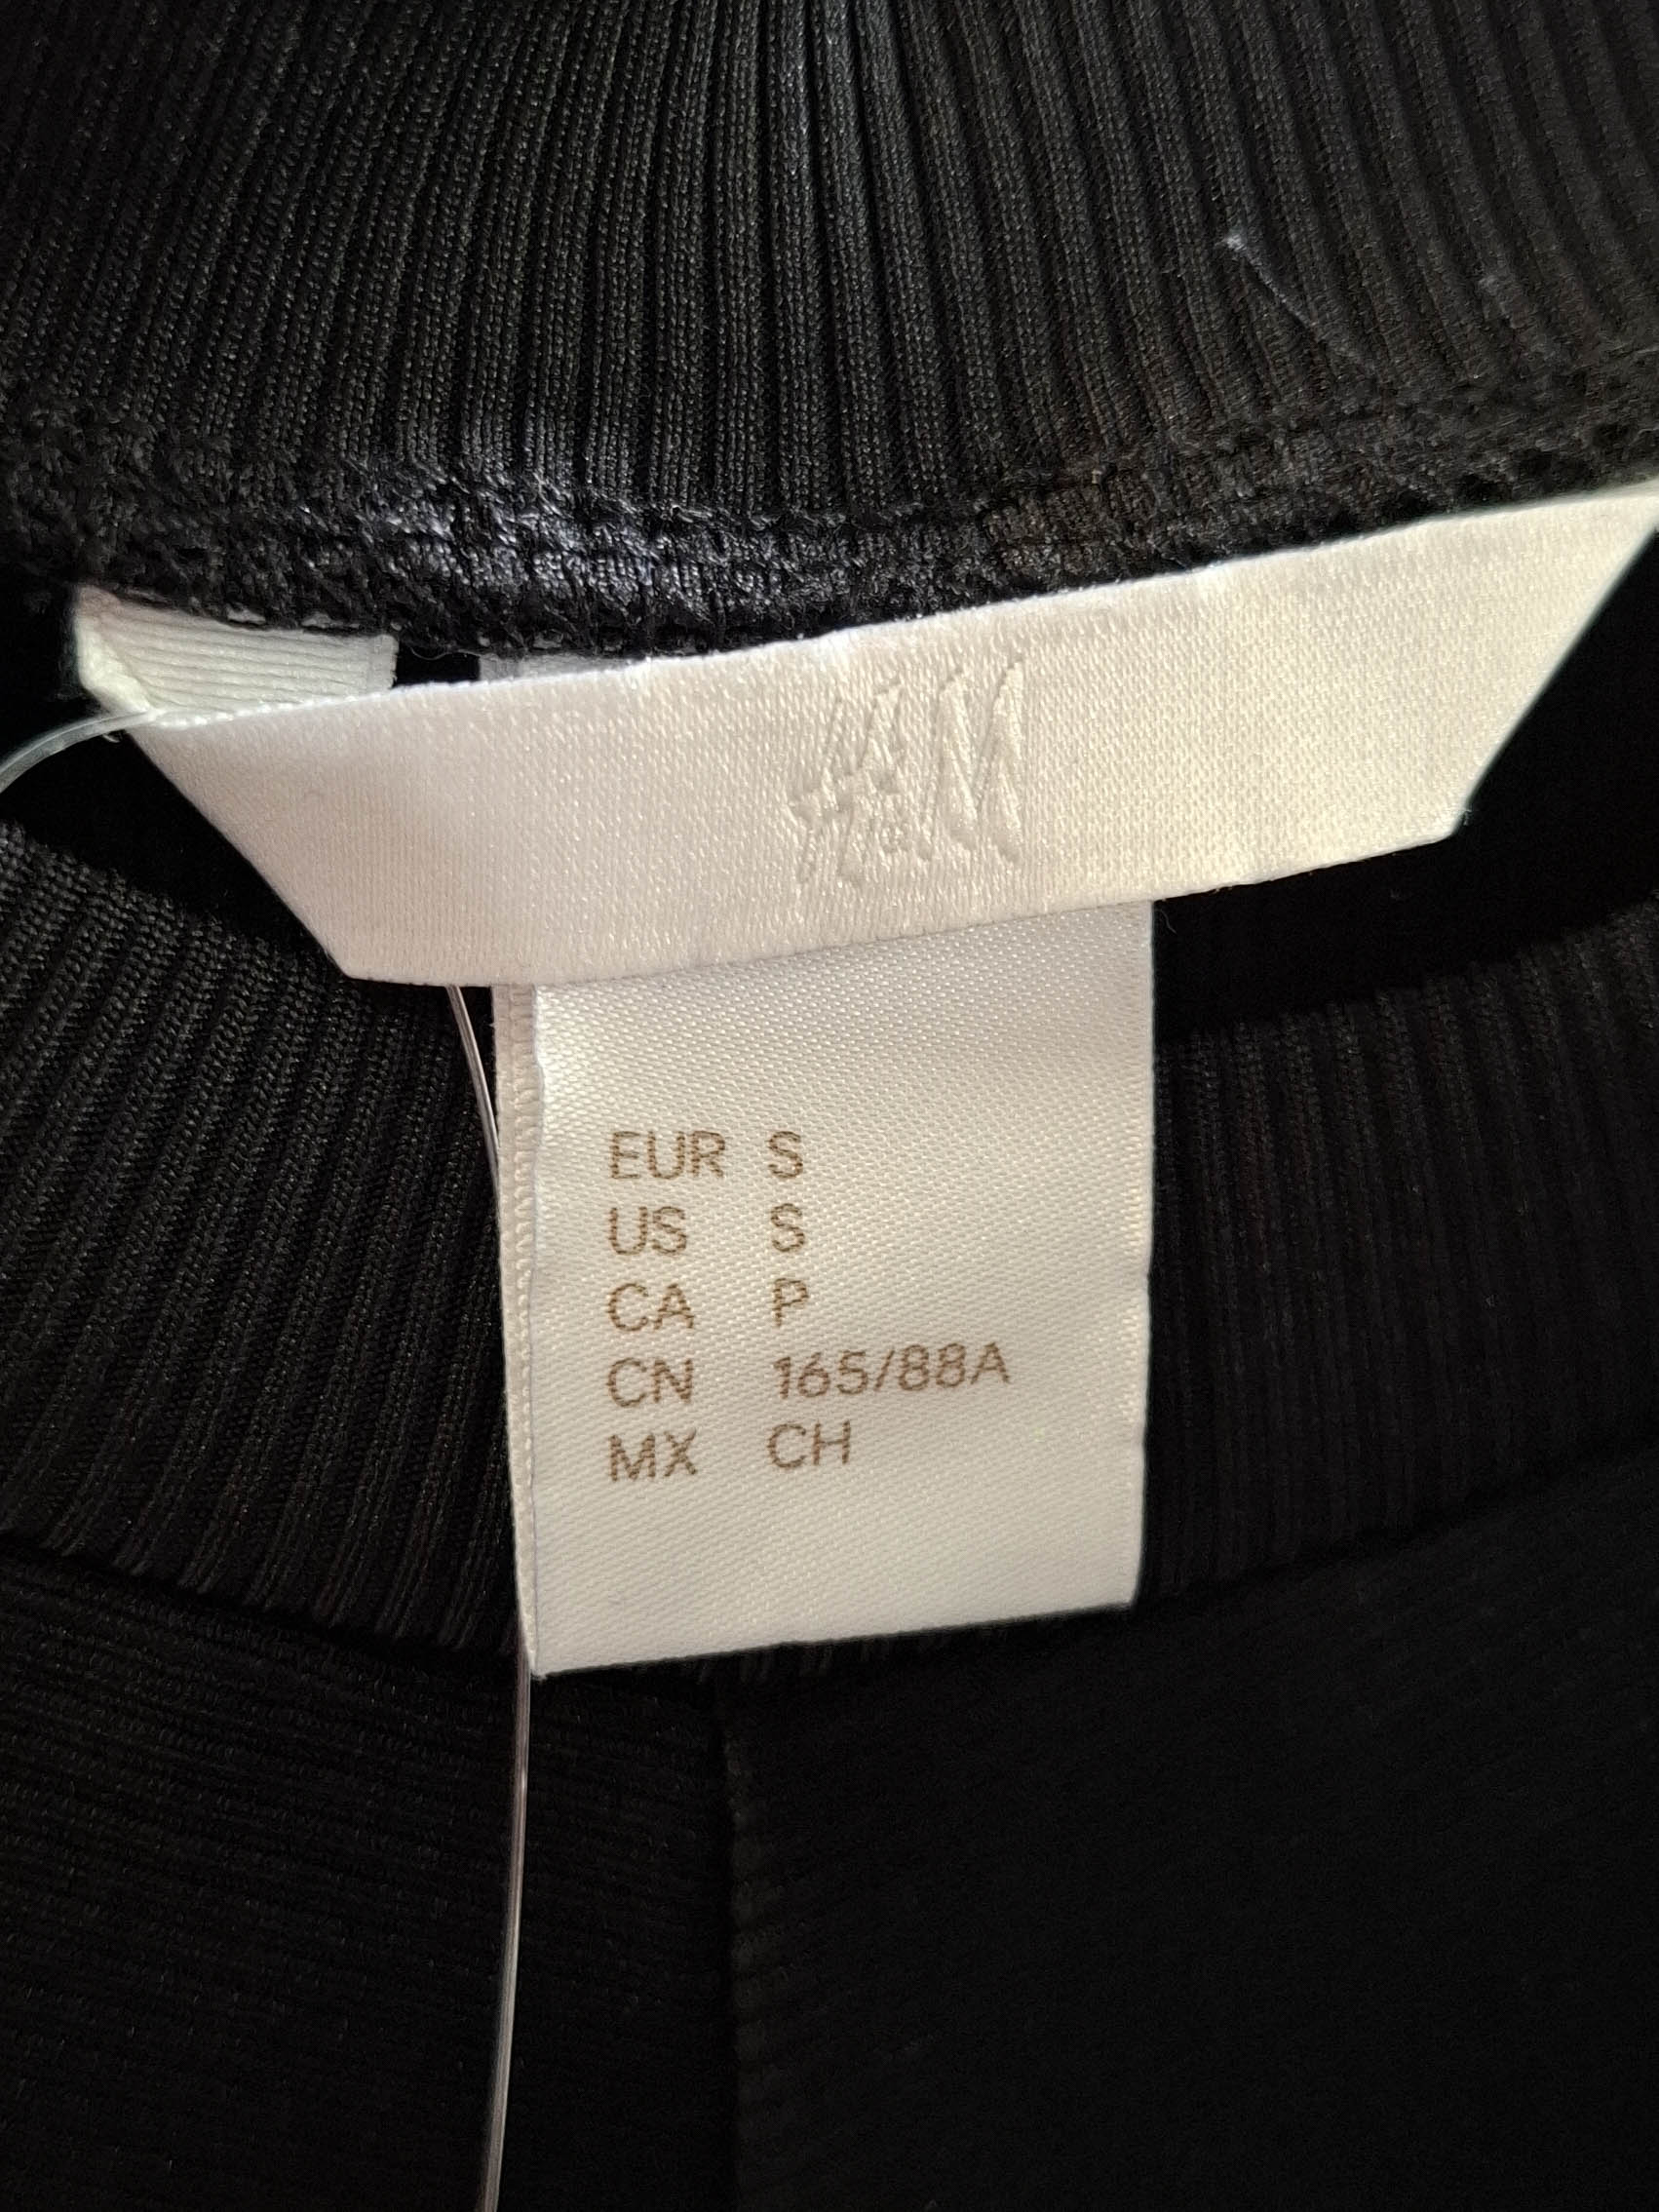 H&M
EUR S
US S
CA P
CN 165/88A
MX CH